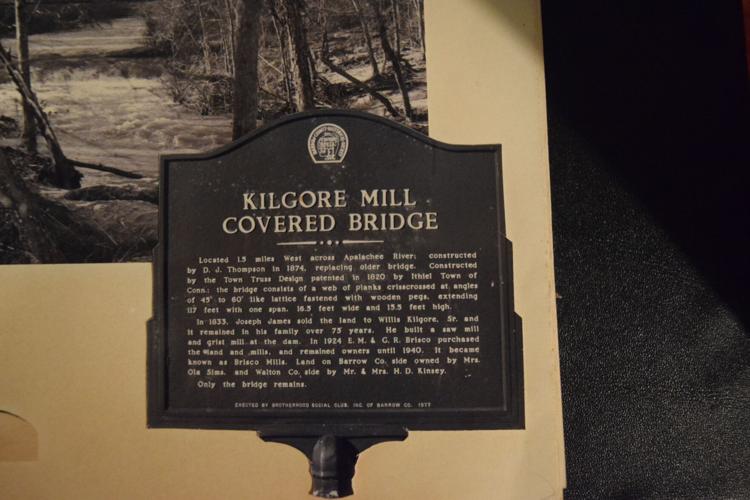 KILGORE MILL
COVERED BRIDGE
Located 1.5 miles West across Apalachee River; constructed
by D. J. Thompson in 1874, replacing older bridge. Constructed
by the Town Truss Design patented in 1820 by Ithiel Town of
Conn.; the bridge consists of a web of planks crisscrossed at angles
of 45° to 60° like lattice fastened with wooden pegs, extending
117 feet with one span, 16.5 feet wide and 15.5 feet high.
In 1833, Joseph James sold the land to Willis Kilgore, Sr. and
it remained in his family over 75 years. He built a saw mill
and grist mill at the dam. In 1924 E. M. & G. R. Brisco purchased
the land and mills, and remained owners until 1940. It became
known as Brisco Mills. Land on Barrow Co. side owned by Mrs.
Ola Sims, and Walton Co. side by Mr. & Mrs. H. D. Kinsey.
Only the bridge remains.
ERECTED BY BROTHERHOOD SOCIAL CLUB, INC. OF BARROW CO. 1977